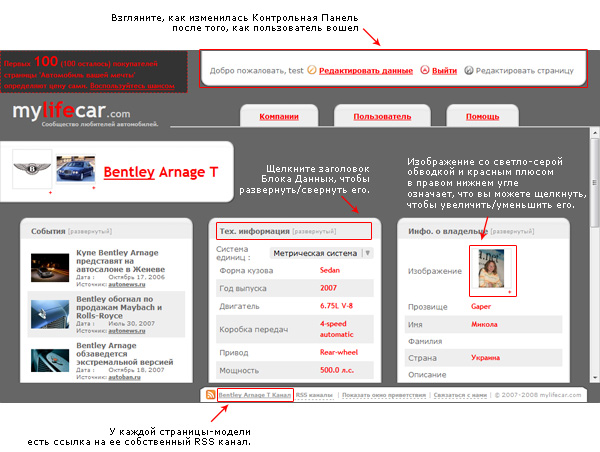 Взгляните, как изменилась Контрольная Панель
после того, как пользователь вошел
Первых 100 (100 осталось) покупателей
страницы "Автомобиль вашей мечты"
определяют цену сами. Воспользуйтесь шансом
Добро пожаловать, test Редактировать данные Выйти Редактировать страницу
mylifecar.com
Сообщество любителей автомобилей.
Компании Пользователь Помощь
Bentley Arnage T
Щелкните заголовок
Блока Данных, чтобы
развернуть/свернуть его.
Изображение со светло-серой
обводкой и красным плюсом
в правом нижнем угле
означает, что вы можете щелкнуть,
чтобы увеличить/уменьшить его.
События [развернутый]
Купе Bentley Arnage
представят на
автосалоне в Женеве
Дата : Октябрь 17, 2006
Источник: autonews.ru
Bentley обогнал по
продажам Maybach и
Rolls-Royce
Дата : Июль 30, 2007
Источник: autonews.ru
Bentley Arnage
обзаведется
экстремальной версией
Дата : Октябрь 18, 2007
Источник: autoban.ru
Тех. информация [развернутый]
Система
единиц : Метрическая система
Форма кузова Sedan
Год выпуска 2007
Двигатель 6.75L V-8
Коробка передач 4-speed
automatic
Привод Rear-wheel
Мощность 500.0 л.с.
Инфо. о владельце [развернутый]
Изображение
Прозвище Gaper
Имя Микола
Фамилия
Страна Украина
Описание
Bentley Arnage T Канал RSS каналы | Показать окно приветствия | Связаться с нами | © 2007-2008 mylifecar.com
У каждой страницы-модели
есть ссылка на ее собственный RSS канал.